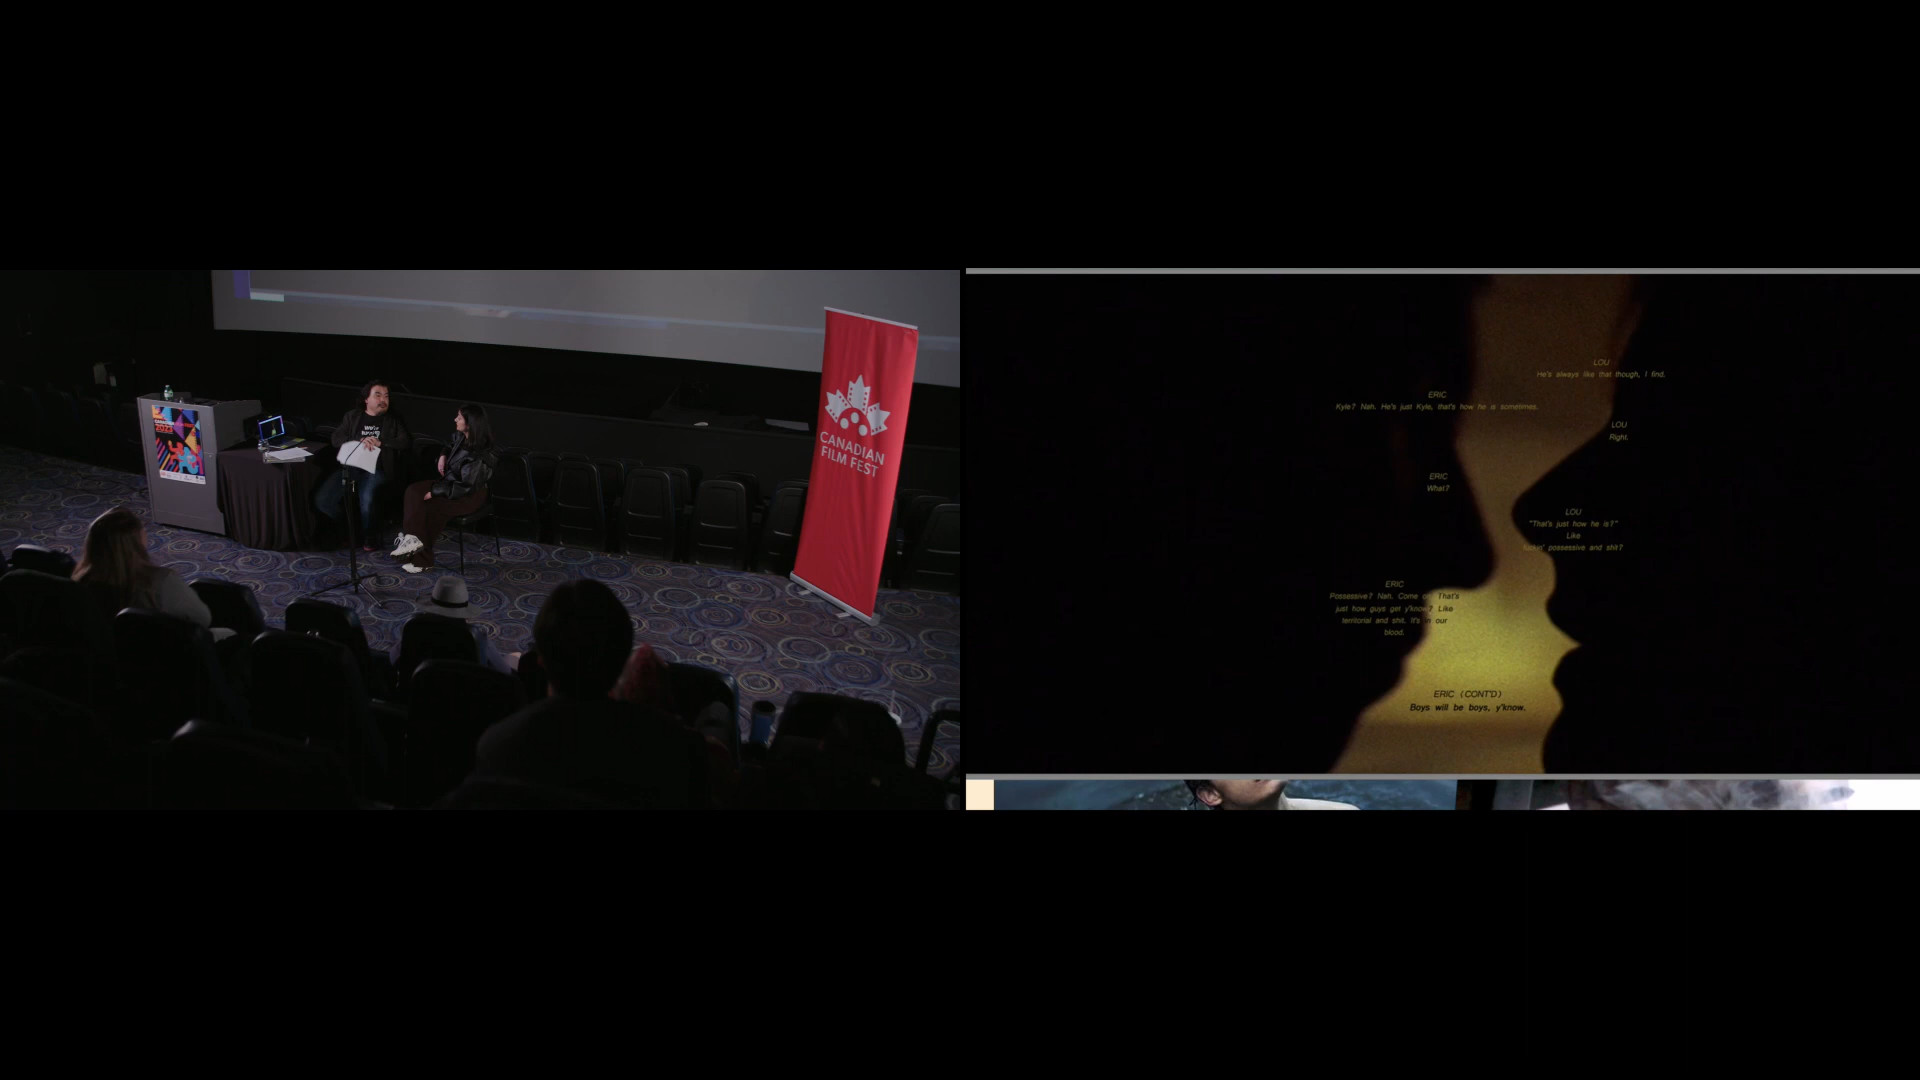 2023
CANADIAN
FILM FEST
LOU
He's always like that though, I find.
ERIC
Kyle? Nah. He's just Kyle, that's how he is sometimes.
LOU
Right.
ERIC
What?
LOU
"That's just how he is?"
Like
possessive and shit?
ERIC
Possessive? Nah. Come That's
just how guys get y'know? Like
territorial and shit. It's our
blood.
ERIC (CONT'D)
Boys will be boys, y'know.